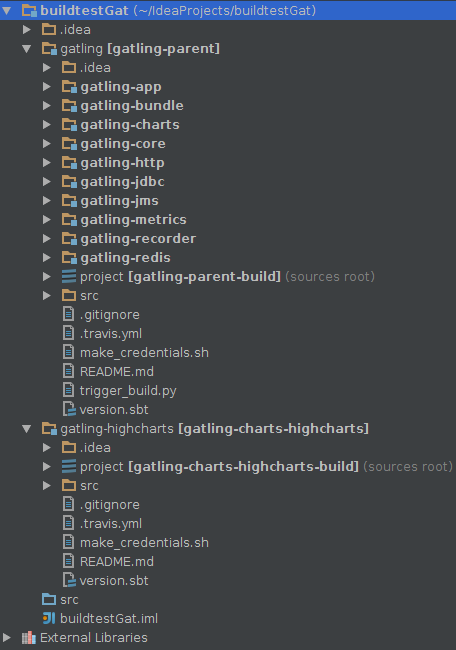 buildtestGat (~/IdeaProjects/buildtestGat)
.idea
gatling [gatling-parent]
.idea
gatling-app
gatling-bundle
gatling-charts
gatling-core
gatling-http
gatling-jdbc
gatling-jms
gatling-metrics
gatling-recorder
gatling-redis
project [gatling-parent-build] (sources root)
src
.gitignore
.travis.yml
make_credentials.sh
README.md
trigger_build.py
version.sbt
gatling-highcharts [gatling-charts-highcharts]
.idea
project [gatling-charts-highcharts-build] (sources root)
src
.gitignore
.travis.yml
make_credentials.sh
README.md
version.sbt
src
buildtestGat.iml
External Libraries